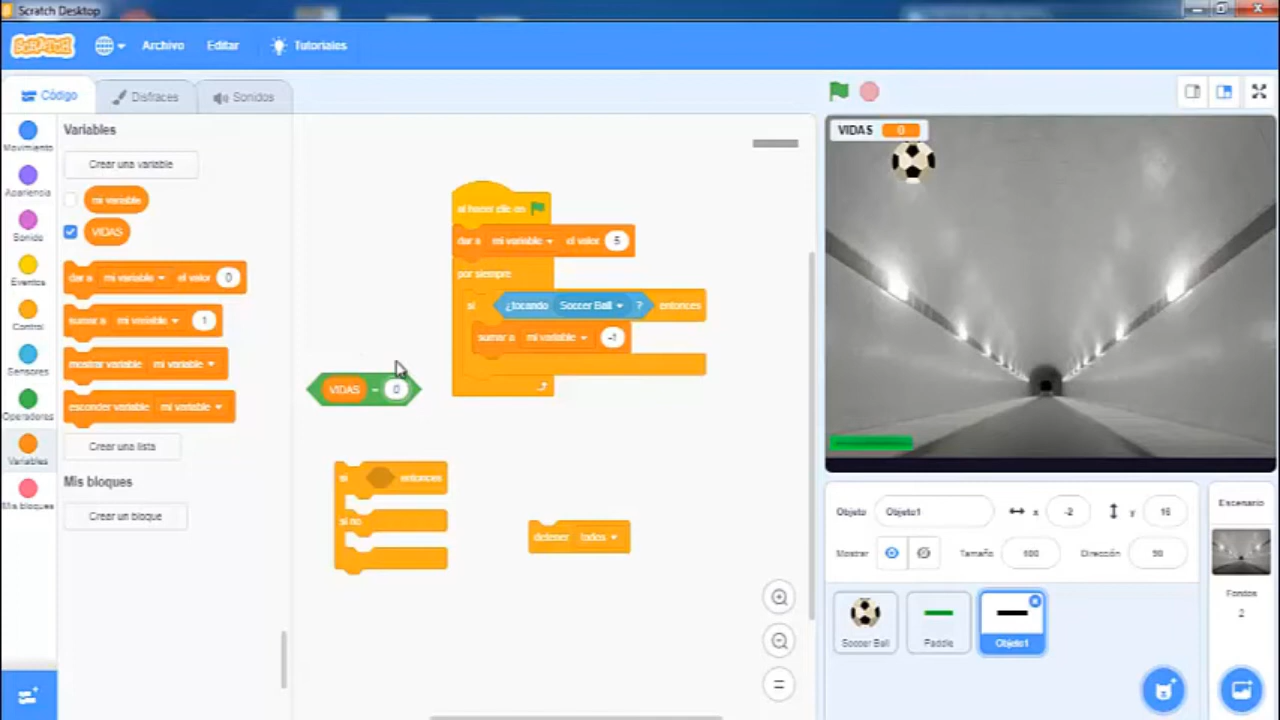 Scratch Desktop
SCRATCH
Archivo
Editar
Tutoriales
Código
Disfraces
Sonidos
Movimiento
Apariencia
Sonido
Eventos
Control
Sensores
Operadores
Variables
Mis bloques
Variables
Crear una variable
mi variable
VIDAS
dar a mi variable el valor 0
sumar a mi variable 1
mostrar variable mi variable
esconder variable mi variable
Crear una lista
Mis bloques
Crear un bloque
al hacer clic en
dar a mi variable el valor 5
por siempre
si ¿tocando Soccer Ball ? entonces
sumar a mi variable -1
VIDAS = 0
si entonces
si no
detener todos
VIDAS 0
Objeto Objeto1 x -2 y 16
Mostrar Tamaño 100 Dirección 90
Soccer Ball
Paddle
Objeto1
Escenario
Fondos
2